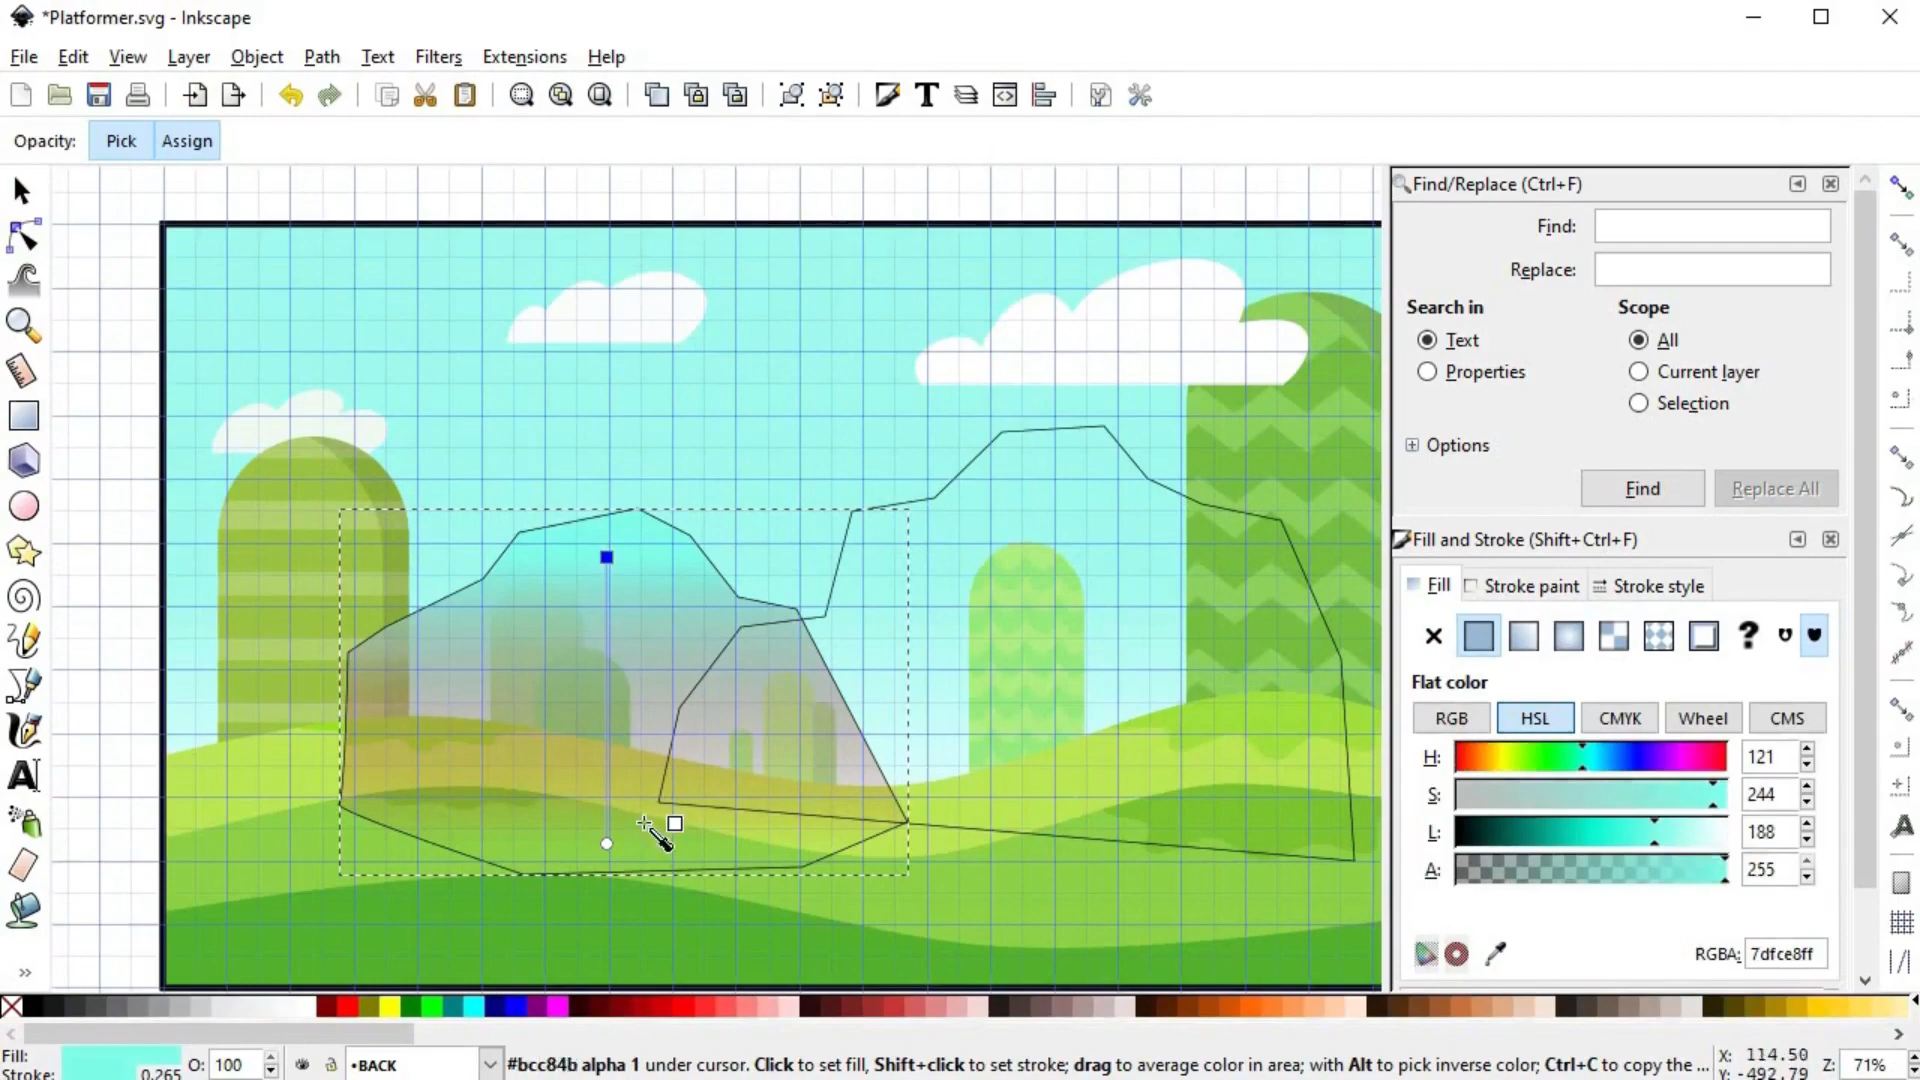 *Platformer.svg - Inkscape
File Edit View Layer Object Path Text Filters Extensions Help
Opacity: Pick Assign
Find/Replace (Ctrl+F)
Find:
Replace:
Search in Scope
Text All
Properties Current layer
Selection
Options
Find Replace All
Fill and Stroke (Shift+Ctrl+F)
Fill Stroke paint Stroke style
Flat color
RGB HSL CMYK Wheel CMS
H: 121
S: 244
L: 188
A: 255
RGBA: 7dfce8ff
Fill:
Stroke: 0.265
O: 100
•BACK
#bcc84b alpha 1 under cursor. Click to set fill, Shift+click to set stroke; drag to average color in area; with Alt to pick inverse color; Ctrl+C to copy the ...
X: 114.50
Y: -492.79
Z: 71%